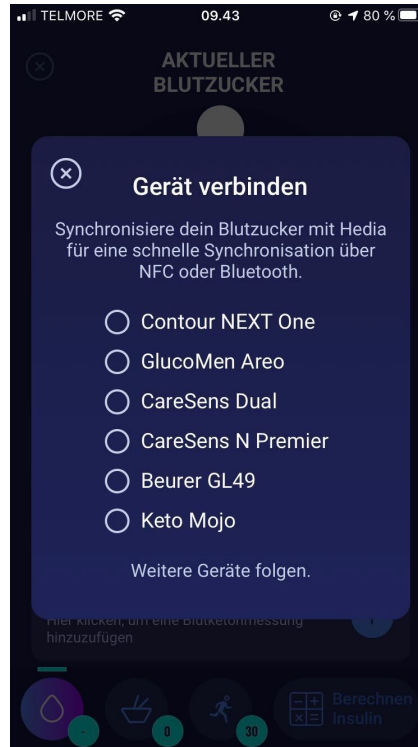 TELMORE 09.43 80 %
AKTUELLER
BLUTZUCKER
Gerät verbinden
Synchronisiere dein Blutzucker mit Hedia
für eine schnelle Synchronisation über
NFC oder Bluetooth.
Contour NEXT One
GlucoMen Areo
CareSens Dual
CareSens N Premier
Beurer GL49
Keto Mojo
Weitere Geräte folgen.
Hier klicken, um eine Blutketonmessung
hinzuzufügen
- 0 30
Berechnen
Insulin